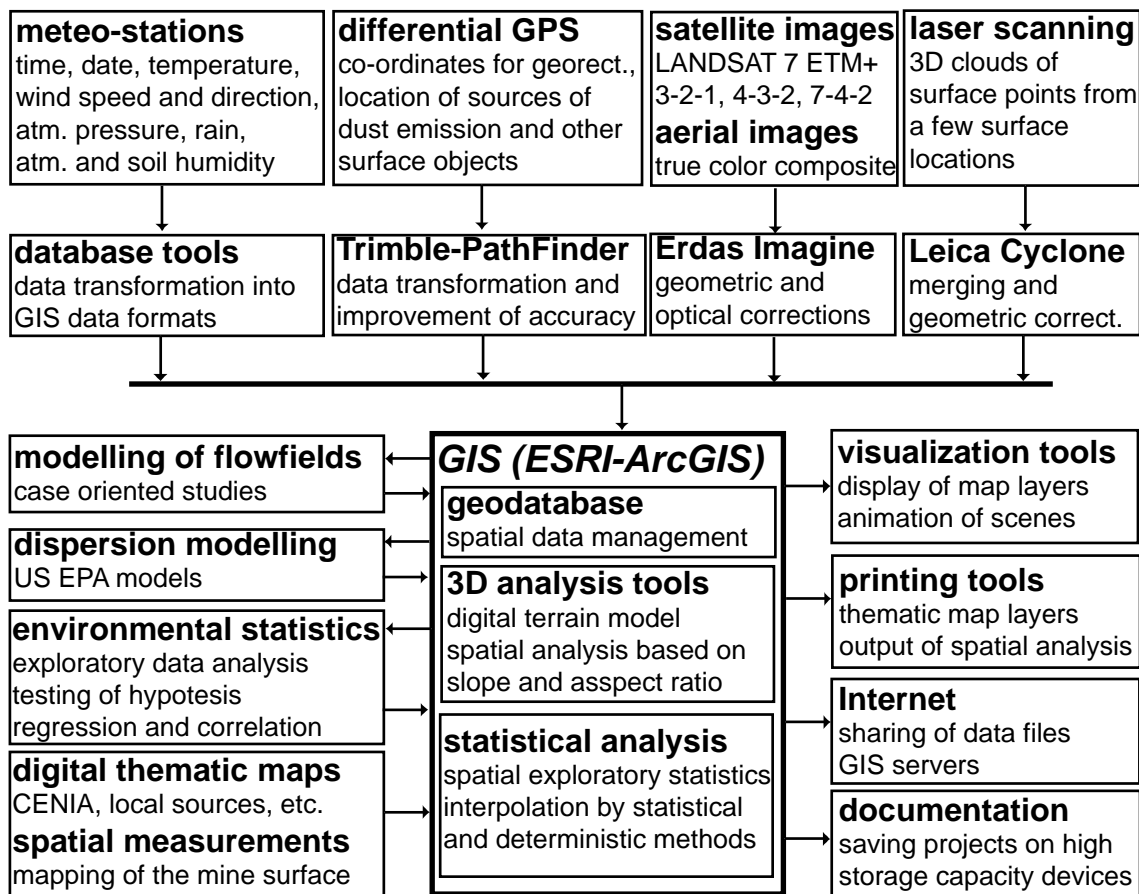 meteo-stations
time, date, temperature,
wind speed and direction,
atm. pressure, rain,
atm. and soil humidity
differential GPS
co-ordinates for georect.,
location of sources of
dust emission and other
surface objects
satellite images
LANDSAT 7 ETM+
3-2-1, 4-3-2, 7-4-2
aerial images
true color composite
laser scanning
3D clouds of
surface points from
a few surface
locations
database tools
data transformation into
GIS data formats
Trimble-PathFinder
data transformation and
improvement of accuracy
Erdas Imagine
geometric and
optical corrections
Leica Cyclone
merging and
geometric correct.
modelling of flowfields
case oriented studies
dispersion modelling
US EPA models
environmental statistics
exploratory data analysis
testing of hypotesis
regression and correlation
digital thematic maps
CENIA, local sources, etc.
spatial measurements
mapping of the mine surface
GIS (ESRI-ArcGIS)
geodatabase
spatial data management
3D analysis tools
digital terrain model
spatial analysis based on
slope and asspect ratio
statistical analysis
spatial exploratory statistics
interpolation by statistical
and deterministic methods
visualization tools
display of map layers
animation of scenes
printing tools
thematic map layers
output of spatial analysis
Internet
sharing of data files
GIS servers
documentation
saving projects on high
storage capacity devices